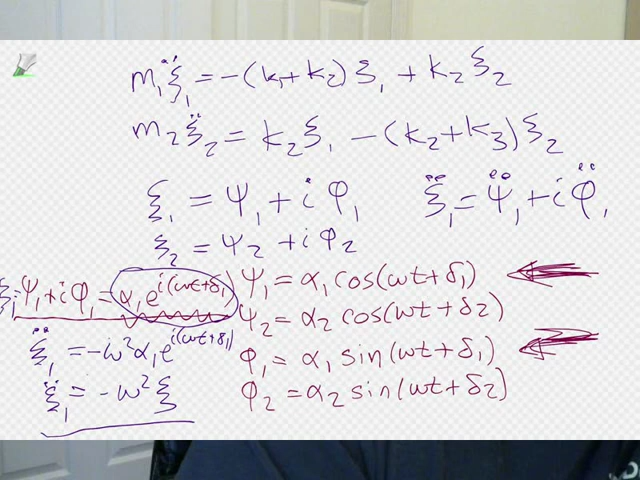 m₁ξ̈₁ = -(k₁+k₂)ξ₁ + k₂ξ₂
m₂ξ̈₂ = k₂ξ₁ - (k₂+k₃)ξ₂
ξ₁ = ψ₁ + iφ₁
ξ̈₁ = ψ̈₁ + iφ̈₁
ξ₂ = ψ₂ + iφ₂
ξ₁ ψ₁ + iφ₁ = α₁e^{i(ωt+δ₁)}
ξ̈₁ = -ω²α₁e^{i(ωt+δ₁)}
ξ̈₁ = -ω²ξ
ψ₁ = α₁cos(ωt+δ₁)
ψ₂ = α₂cos(ωt+δ₂)
φ₁ = α₁sin(ωt+δ₁)
φ₂ = α₂sin(ωt+δ₂)